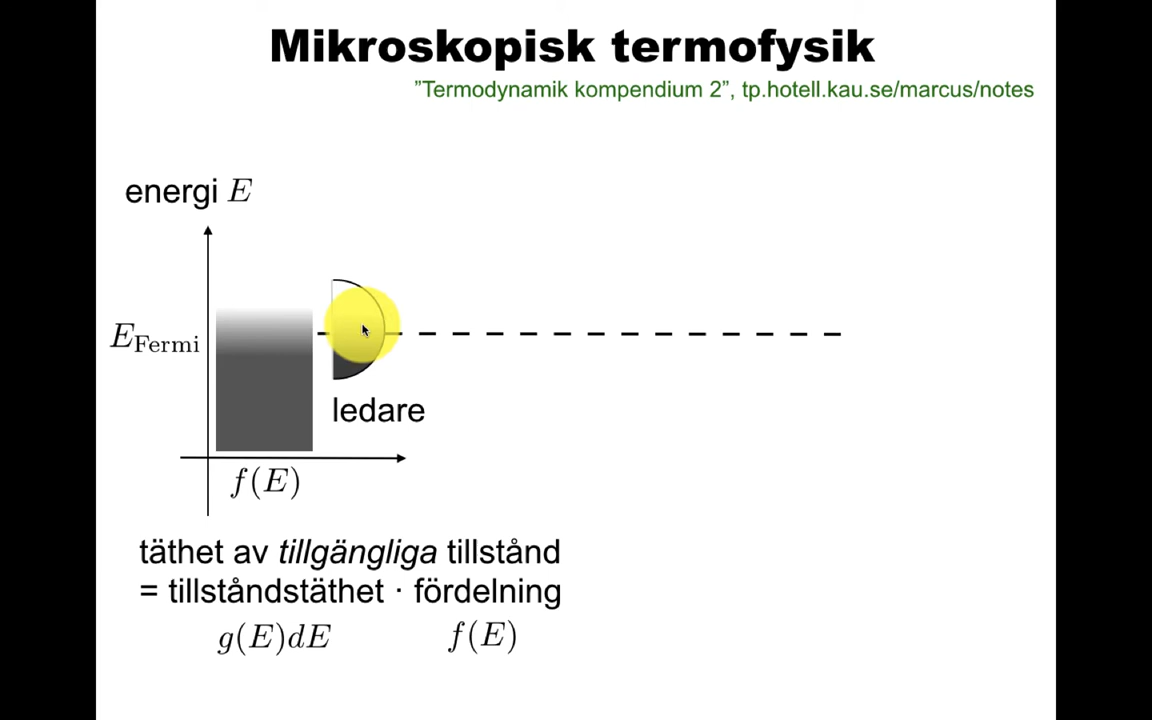 Mikroskopisk termofysik
”Termodynamik kompendium 2”, tp.hotell.kau.se/marcus/notes
energi E
E_Fermi
ledare
f(E)
täthet av tillgängliga tillstånd
= tillståndstäthet · fördelning
g(E)dE f(E)